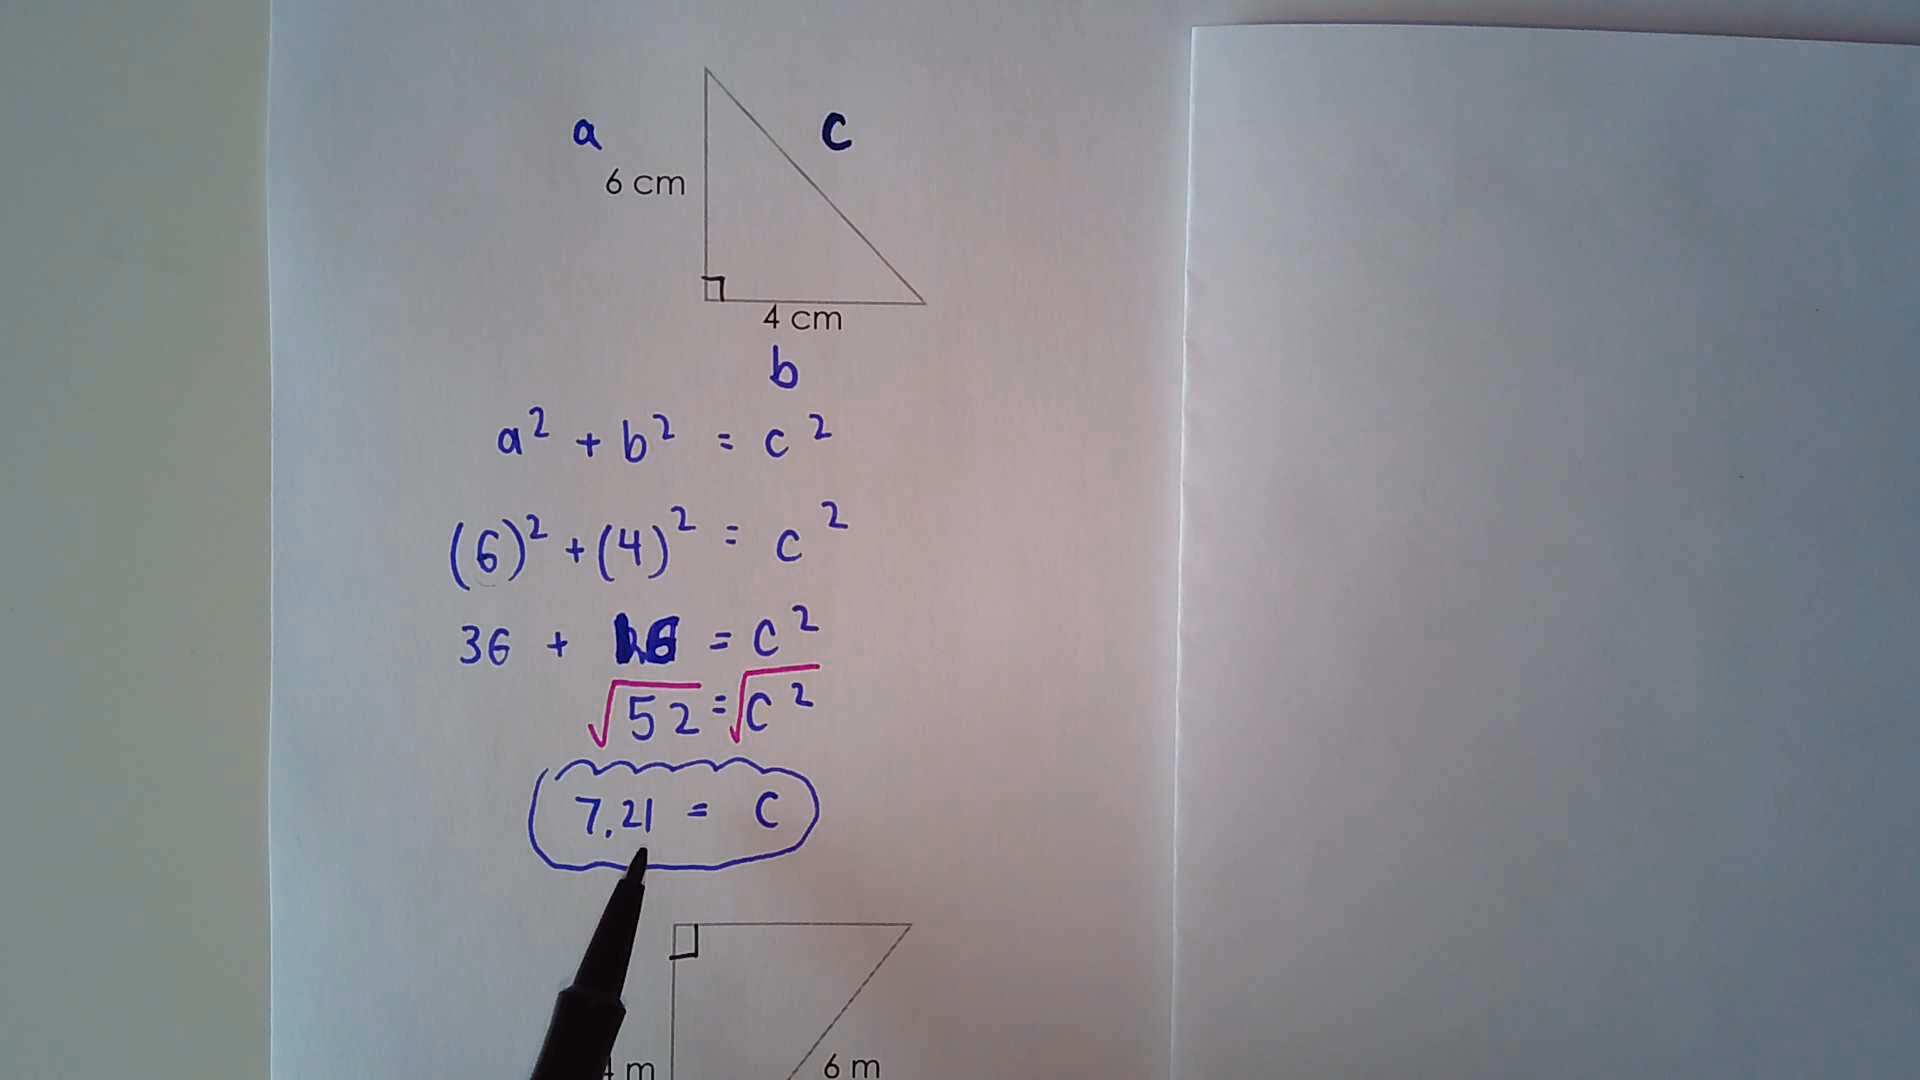 a
c
6 cm
4 cm
b
a² + b² = c²
(6)² + (4)² = c²
36 + 16 = c²
√52 = √c²
7.21 = c
m
6 m